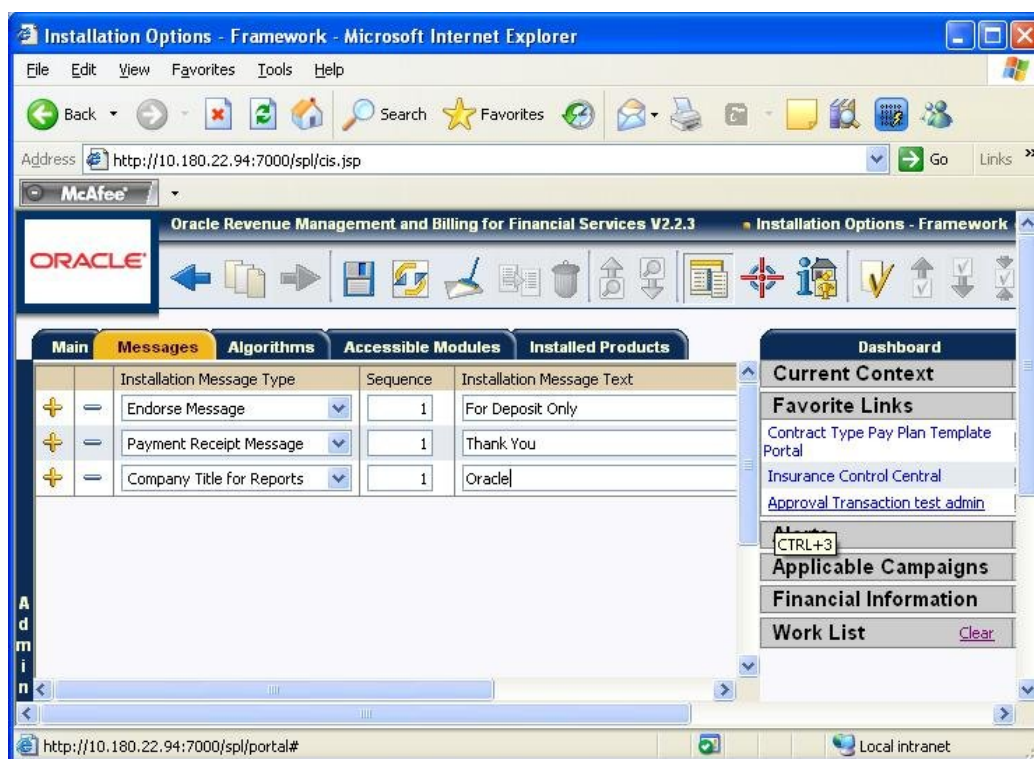 Installation Options - Framework - Microsoft Internet Explorer
File Edit View Favorites Tools Help
Back Search Favorites
Address http://10.180.22.94:7000/spl/cis.jsp Go Links »
McAfee
Oracle Revenue Management and Billing for Financial Services V2.2.3 Installation Options - Framework
ORACLE
Main Messages Algorithms Accessible Modules Installed Products
Installation Message Type Sequence Installation Message Text
Endorse Message 1 For Deposit Only
Payment Receipt Message 1 Thank You
Company Title for Reports 1 Oracle
Admin
Dashboard
Current Context
Favorite Links
Contract Type Pay Plan Template
Portal
Insurance Control Central
Approval Transaction test admin
CTRL+3
Applicable Campaigns
Financial Information
Work List Clear
http://10.180.22.94:7000/spl/portal# Local intranet